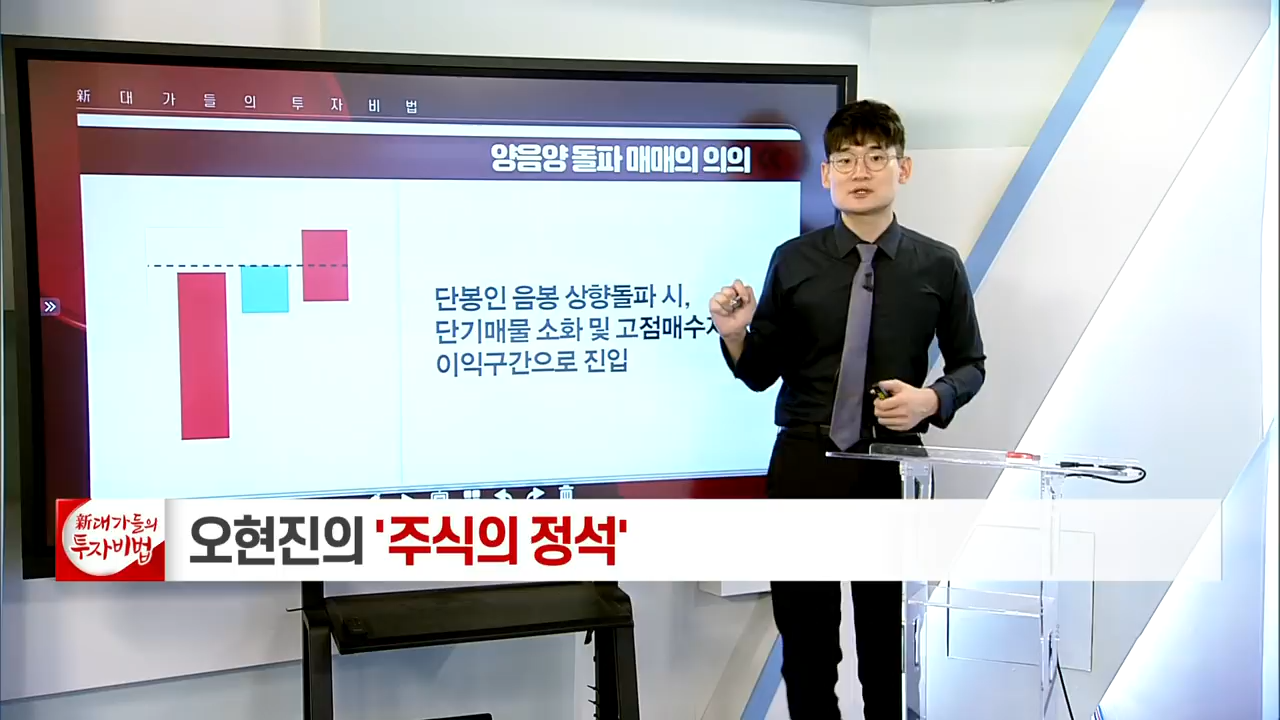 新 대 가 들 의 투 자 비 법
양음양 돌파 매매의 의의
단봉인 음봉 상향돌파 시,
단기매물 소화 및 고점매수
이익구간으로 진입
新대가들의
투자비법
오현진의 '주식의 정석'